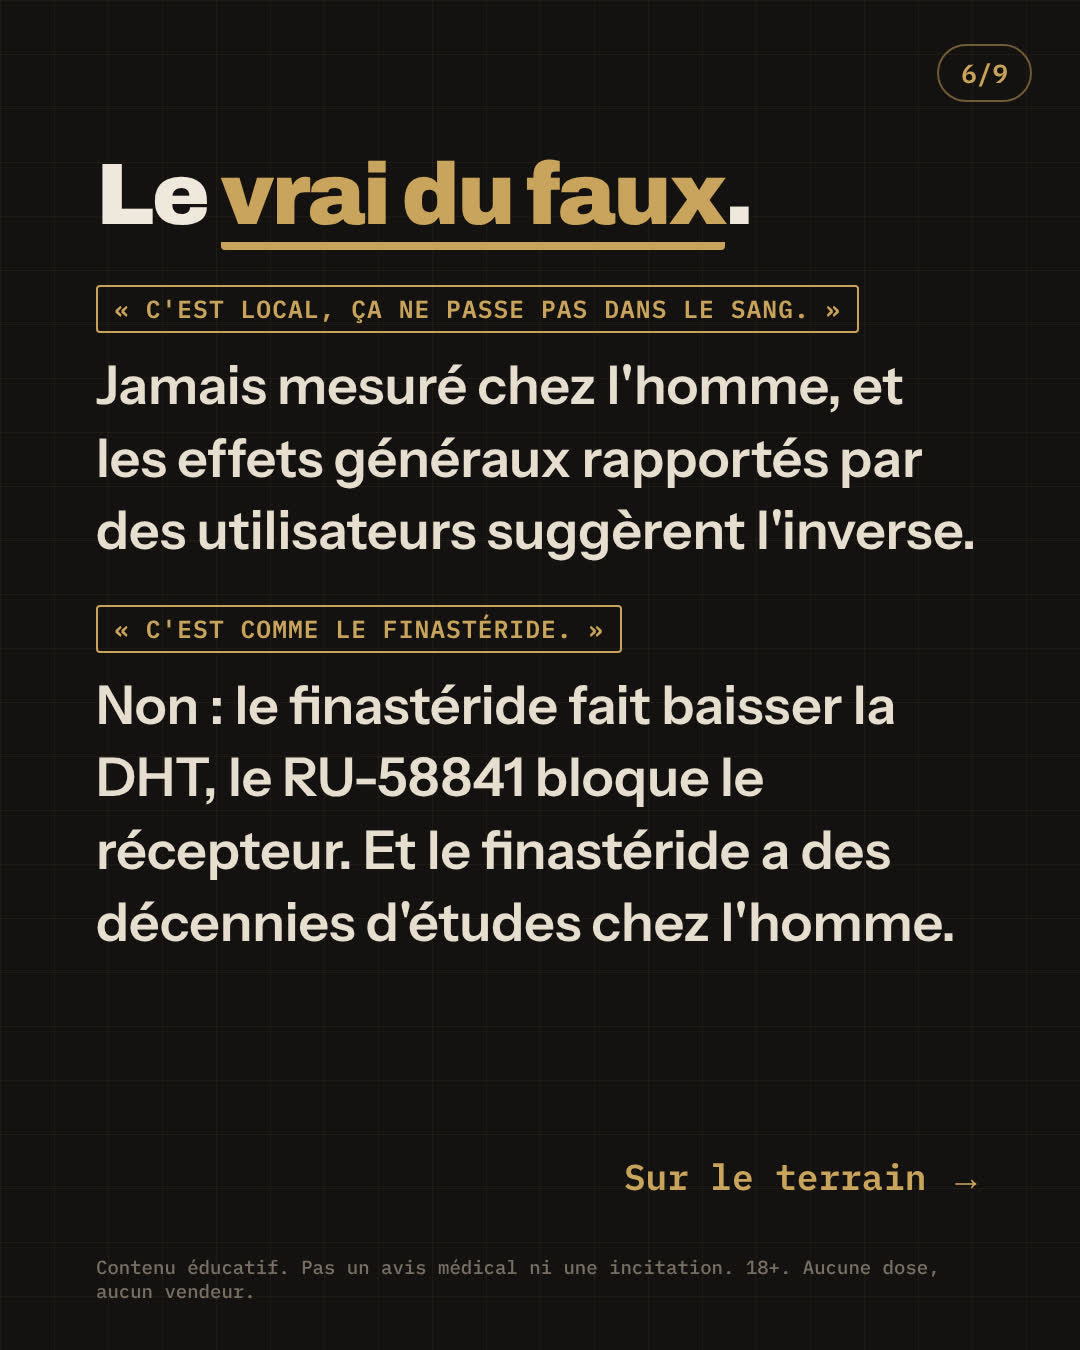 6/9
Le vrai du faux.
« C'EST LOCAL, ÇA NE PASSE PAS DANS LE SANG. »
Jamais mesuré chez l'homme, et
les effets généraux rapportés par
des utilisateurs suggèrent l'inverse.
« C'EST COMME LE FINASTÉRIDE. »
Non : le finastéride fait baisser la
DHT, le RU-58841 bloque le
récepteur. Et le finastéride a des
décennies d'études chez l'homme.
Sur le terrain →
Contenu éducatif. Pas un avis médical ni une incitation. 18+. Aucune dose,
aucun vendeur.